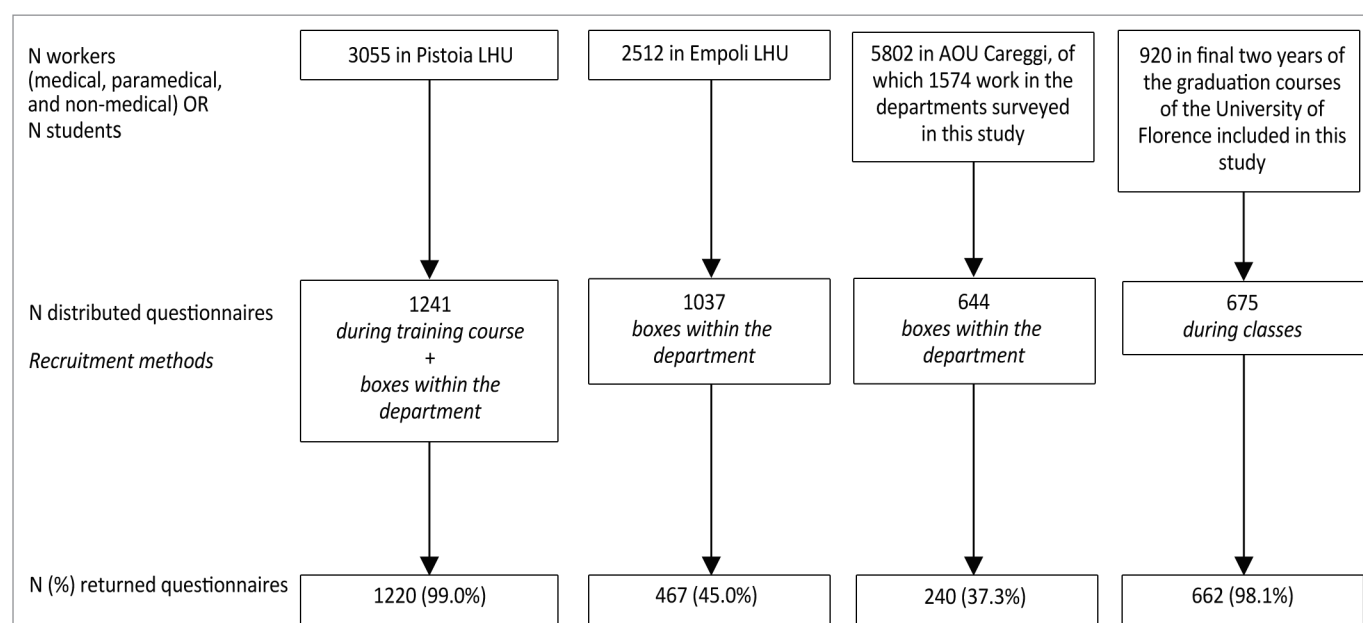 N workers
(medical, paramedical,
and non-medical) OR
N students
3055 in Pistoia LHU
2512 in Empoli LHU
5802 in AOU Careggi, of
which 1574 work in the
departments surveyed
in this study
920 in final two years of
the graduation courses
of the University of
Florence included in this
study
N distributed questionnaires
Recruitment methods
1241
during training course
+
boxes within the
department
1037
boxes within the
department
644
boxes within the
department
675
during classes
N (%) returned questionnaires
1220 (99.0%)
467 (45.0%)
240 (37.3%)
662 (98.1%)